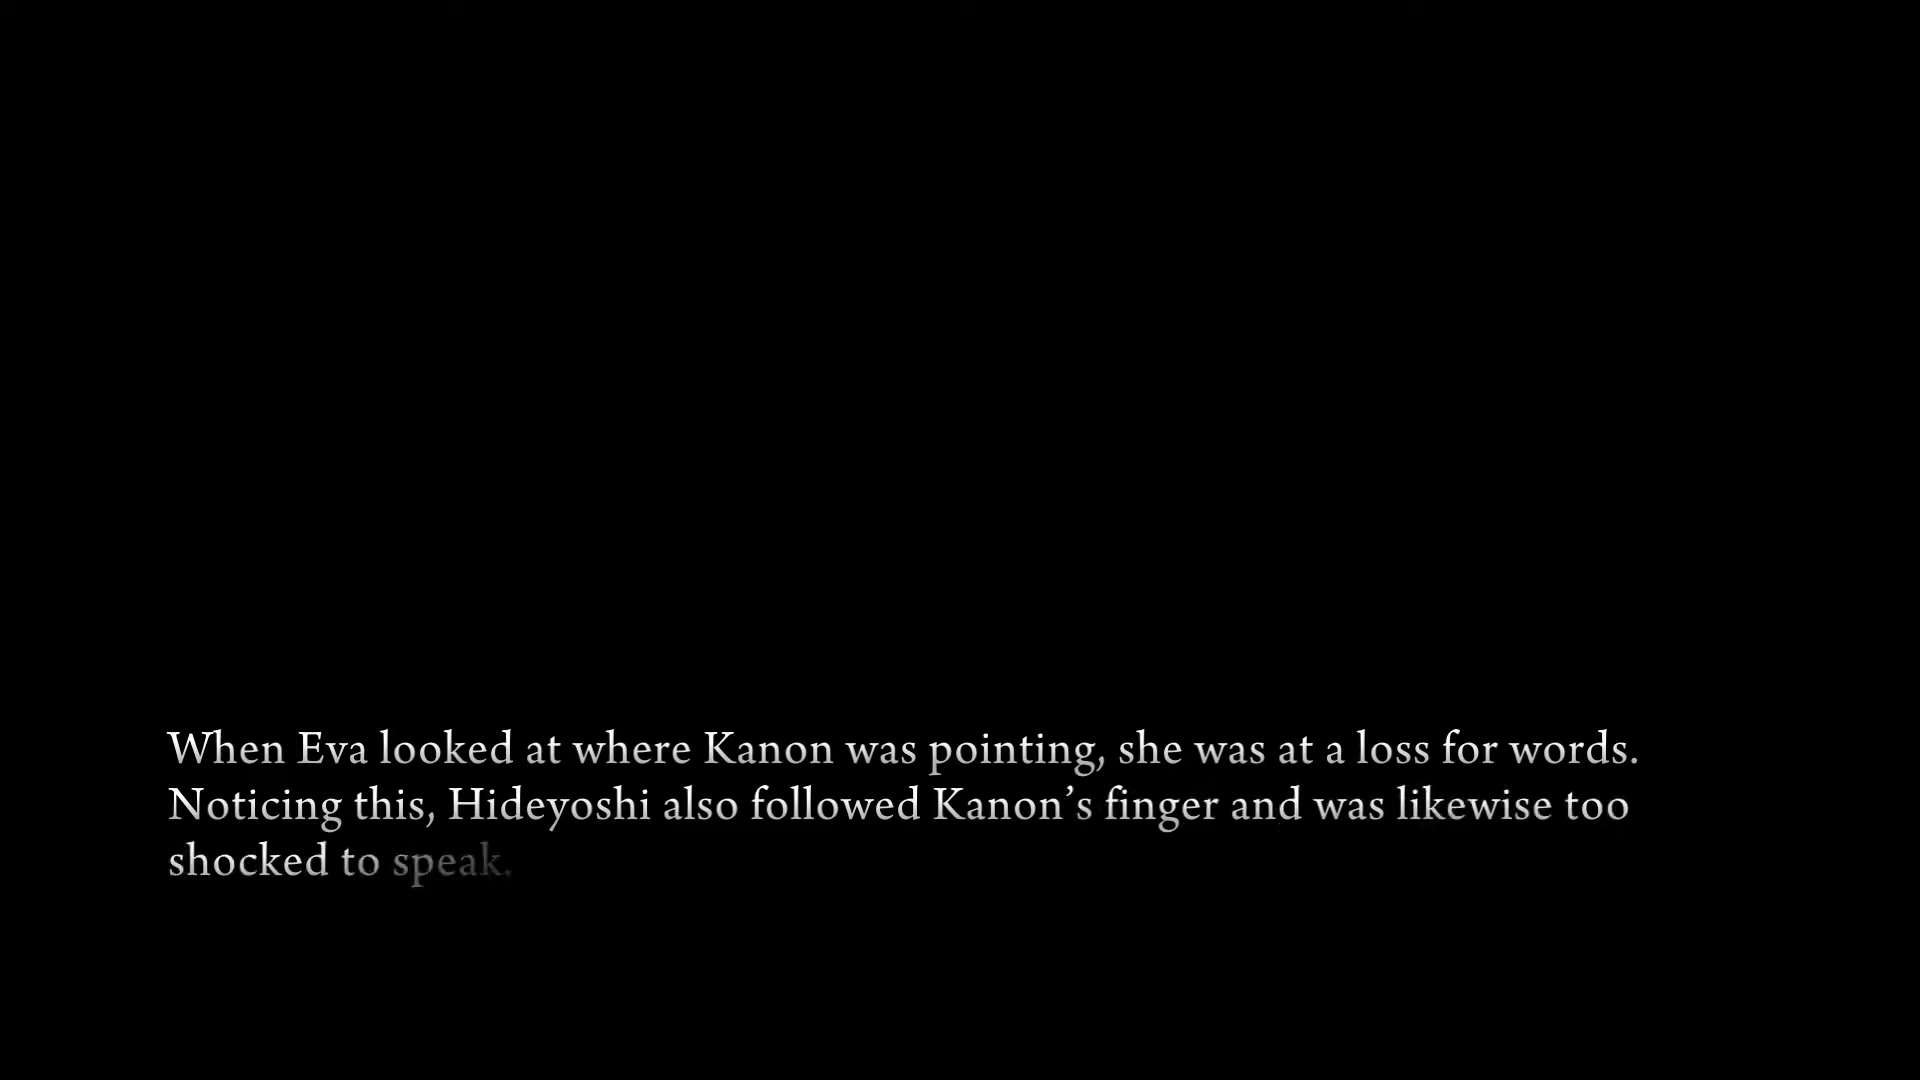 When Eva looked at where Kanon was pointing, she was at a loss for words.
Noticing this, Hideyoshi also followed Kanon’s finger and was likewise too
shocked to speak.